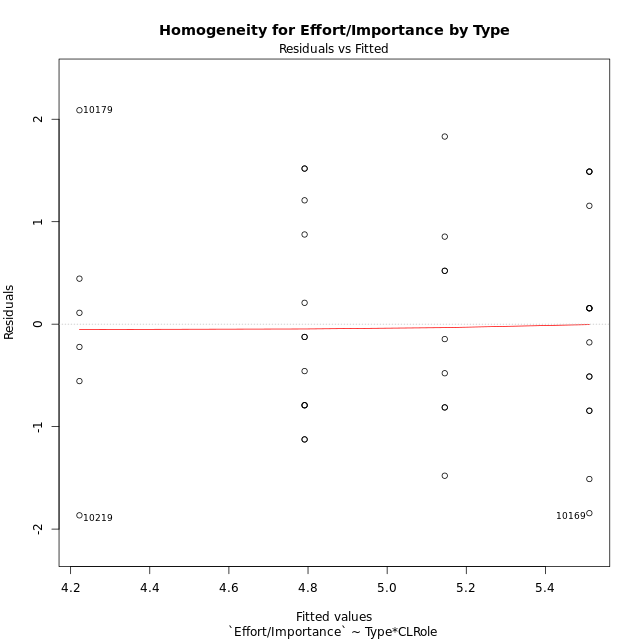 Homogeneity for Effort/Importance by Type
Residuals vs Fitted
Residuals
2
1
0
-1
-2
10179
10219
10169
4.2 4.4 4.6 4.8 5.0 5.2 5.4
Fitted values
`Effort/Importance` ~ Type*CLRole